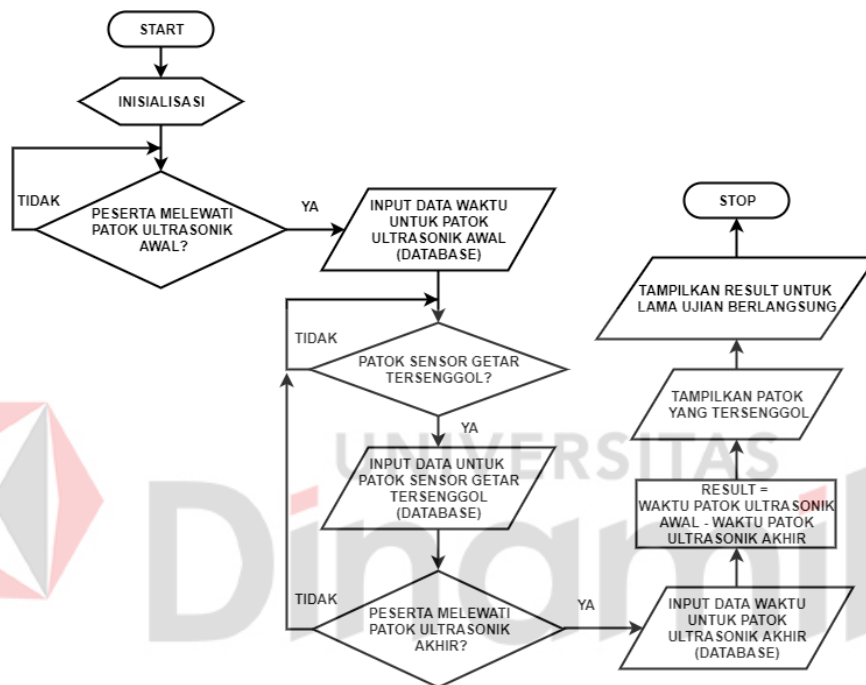 START
INISIALISASI
TIDAK
PESERTA MELEWATI
PATOK ULTRASONIK
AWAL?
YA
INPUT DATA WAKTU
UNTUK PATOK
ULTRASONIK AWAL
(DATABASE)
TIDAK
PATOK SENSOR GETAR
TERSENGGOL?
YA
INPUT DATA UNTUK
PATOK SENSOR GETAR
TERSENGGOL
(DATABASE)
TIDAK
PESERTA MELEWATI
PATOK ULTRASONIK
AKHIR?
YA
INPUT DATA WAKTU
UNTUK PATOK
ULTRASONIK AKHIR
(DATABASE)
RESULT =
WAKTU PATOK ULTRASONIK
AWAL - WAKTU PATOK
ULTRASONIK AKHIR
TAMPILKAN PATOK
YANG TERSENGGOL
TAMPILKAN RESULT UNTUK
LAMA UJIAN BERLANGSUNG
STOP
UNIVERSITAS
Dinamik